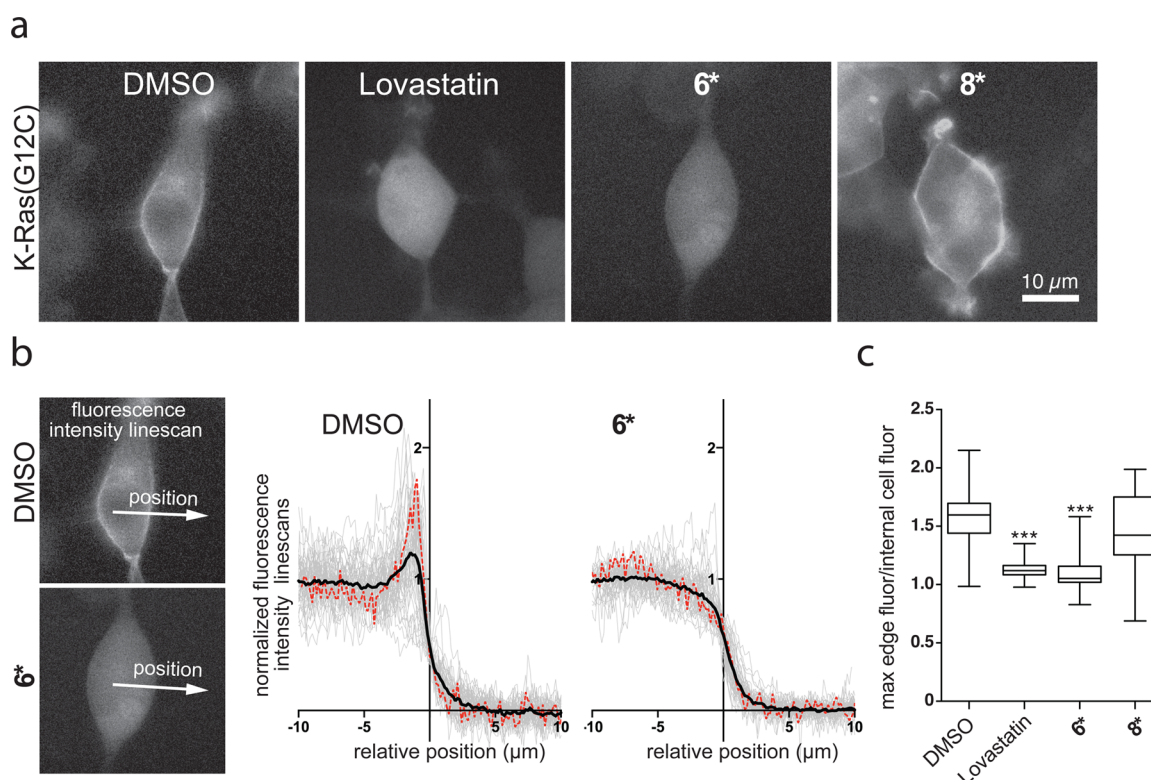 a
K-Ras(G12C)
DMSO
Lovastatin
6*
8*
10 µm
b
DMSO
fluorescence
intensity linescan
position
6*
position
normalized fluorescence
intensity linescans
DMSO
2
1
-10
-5
5
10
relative position (µm)
6*
2
1
-10
-5
5
10
relative position (µm)
c
max edge fluor/internal cell fluor
2.5
2.0
1.5
1.0
0.5
0
***
***
DMSO
Lovastatin
6*
8*